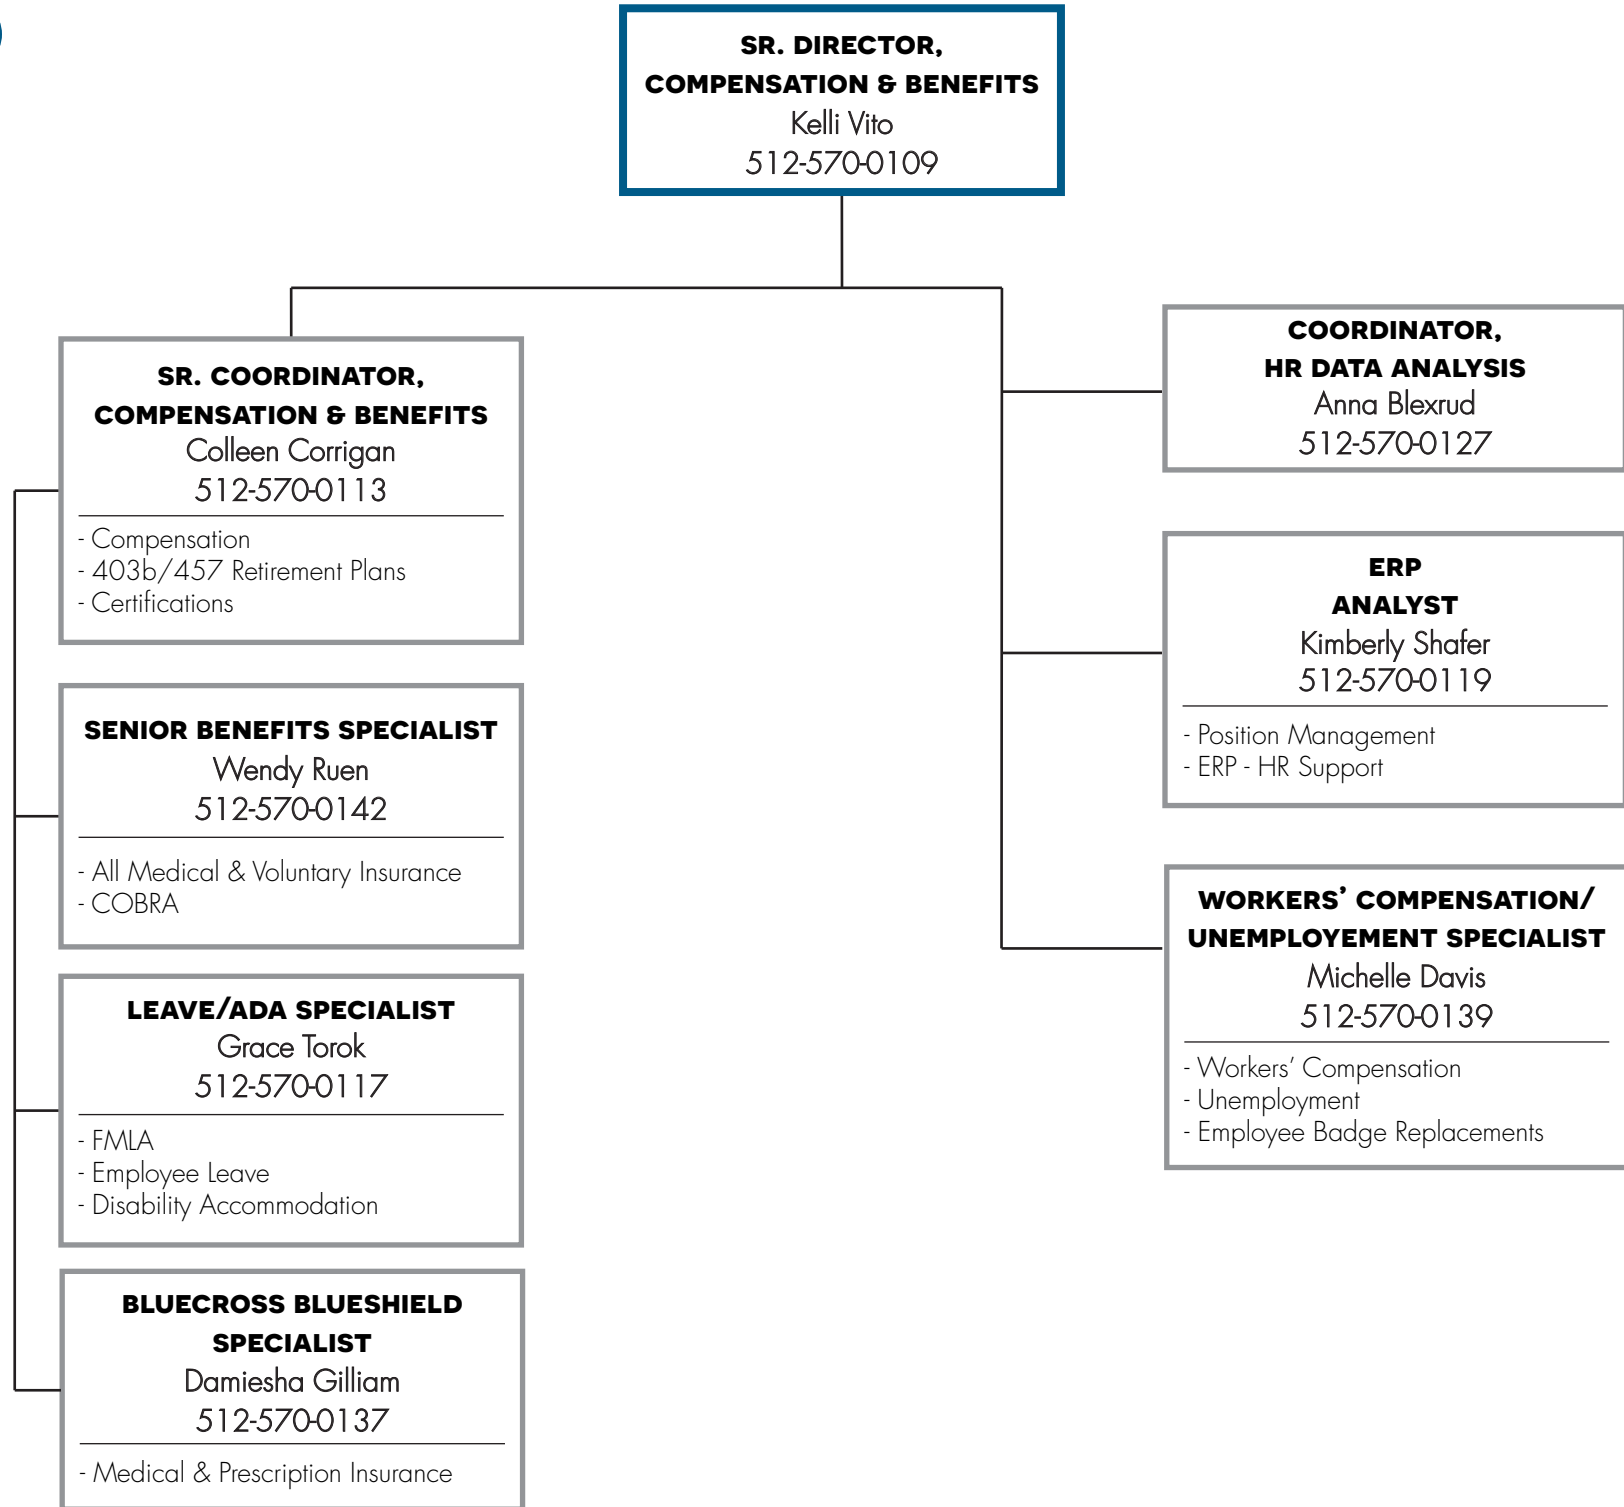 SR. DIRECTOR,
COMPENSATION & BENEFITS
Kelli Vito
512-570-0109
SR. COORDINATOR,
COMPENSATION & BENEFITS
Colleen Corrigan
512-570-0113
- Compensation
- 403b/457 Retirement Plans
- Certifications
SENIOR BENEFITS SPECIALIST
Wendy Ruen
512-570-0142
- All Medical & Voluntary Insurance
- COBRA
LEAVE/ADA SPECIALIST
Grace Torok
512-570-0117
- FMLA
- Employee Leave
- Disability Accommodation
BLUECROSS BLUESHIELD
SPECIALIST
Damiesha Gilliam
512-570-0137
- Medical & Prescription Insurance
COORDINATOR,
HR DATA ANALYSIS
Anna Blexrud
512-570-0127
ERP
ANALYST
Kimberly Shafer
512-570-0119
- Position Management
- ERP - HR Support
WORKERS' COMPENSATION/
UNEMPLOYEMENT SPECIALIST
Michelle Davis
512-570-0139
- Workers' Compensation
- Unemployment
- Employee Badge Replacements